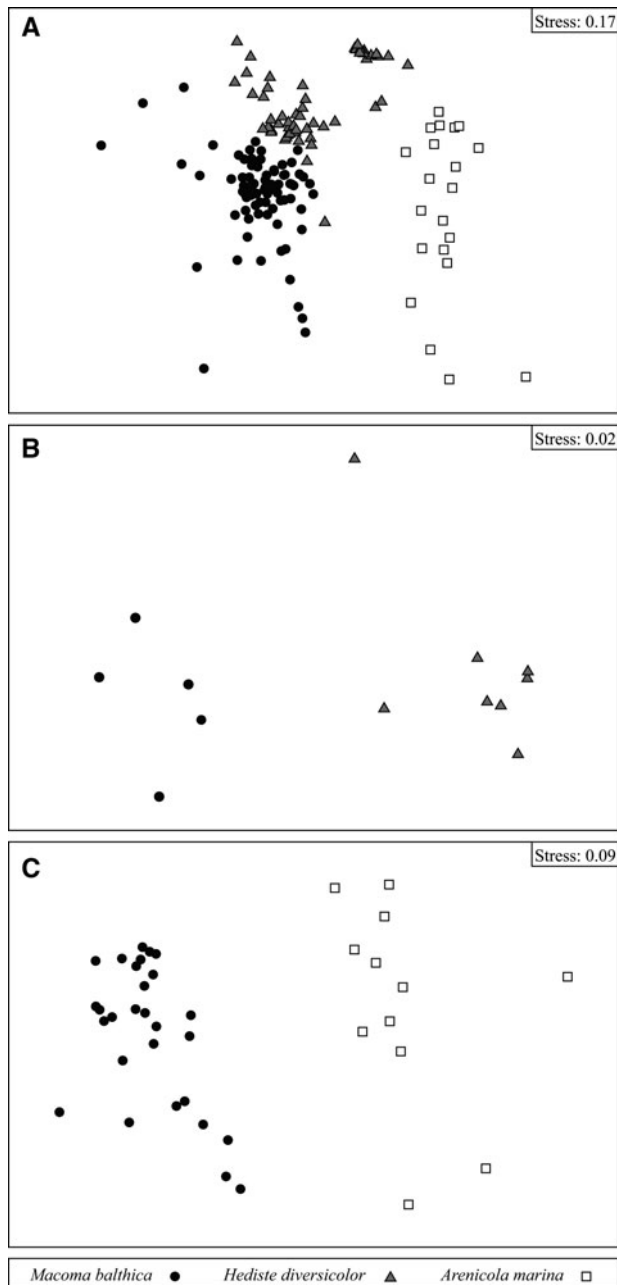 A
Stress: 0.17
B
Stress: 0.02
C
Stress: 0.09
Macoma balthica Hediste diversicolor Arenicola marina